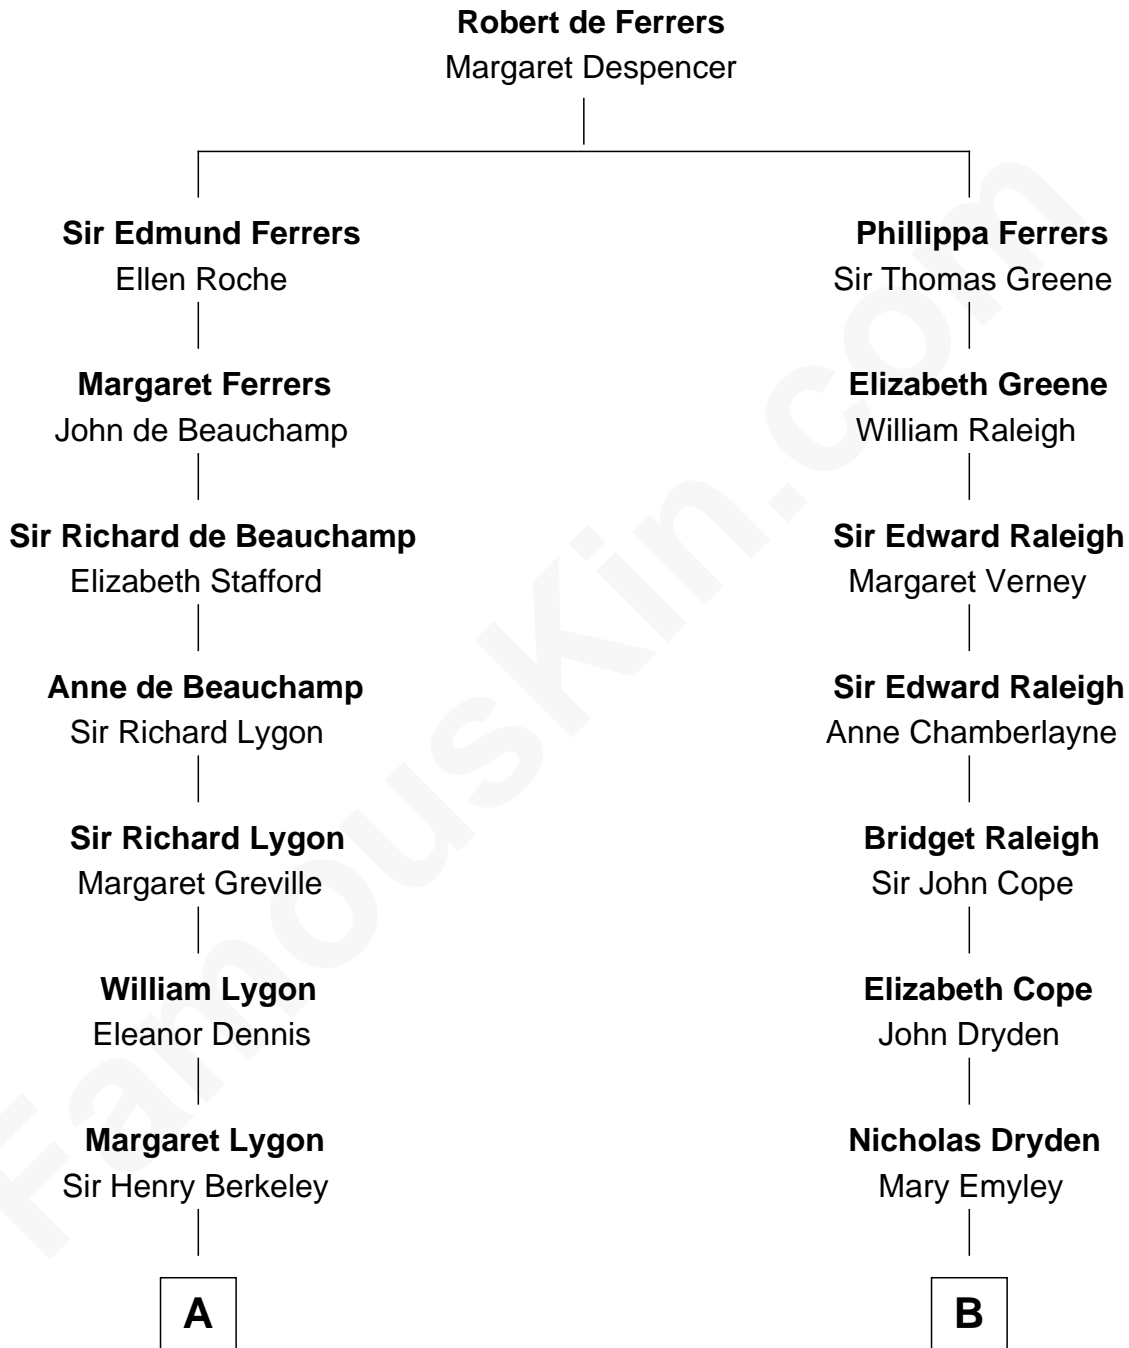 Robert de Ferrers
Margaret Despencer
Sir Edmund Ferrers
Ellen Roche
Margaret Ferrers
John de Beauchamp
Sir Richard de Beauchamp
Elizabeth Stafford
Anne de Beauchamp
Sir Richard Lygon
Sir Richard Lygon
Margaret Greville
William Lygon
Eleanor Dennis
Margaret Lygon
Sir Henry Berkeley
A
Phillippa Ferrers
Sir Thomas Greene
Elizabeth Greene
William Raleigh
Sir Edward Raleigh
Margaret Verney
Sir Edward Raleigh
Anne Chamberlayne
Bridget Raleigh
Sir John Cope
Elizabeth Cope
John Dryden
Nicholas Dryden
Mary Emyley
B
FamousKin.com